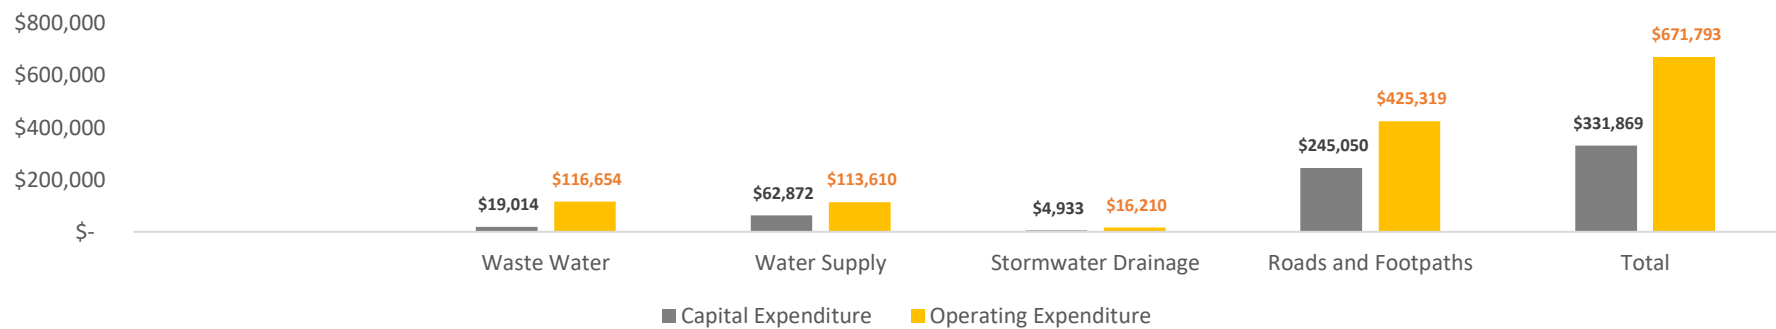 $800,000
$600,000
$400,000
$200,000
$-
$19,014
$116,654
$62,872
$113,610
$4,933
$16,210
$245,050
$425,319
$331,869
$671,793
Waste Water
Water Supply
Stormwater Drainage
Roads and Footpaths
Total
Capital Expenditure
Operating Expenditure